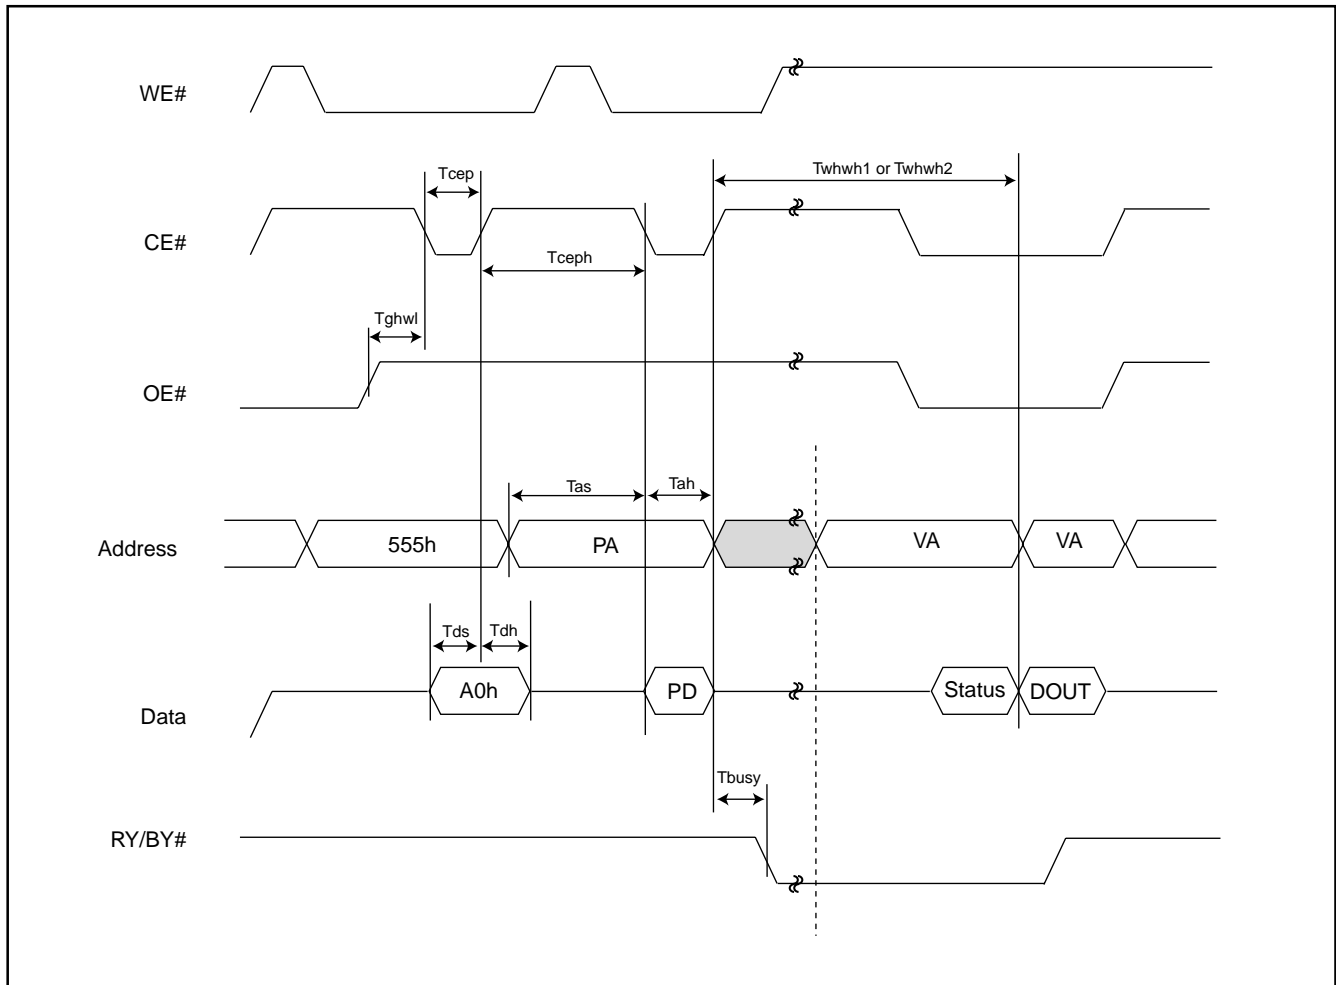 WE#
Tcep
Twhwh1 or Twhwh2
CE#
Tceph
Tghwl
OE#
Tas
Tah
Address
555h
PA
VA
VA
Tds
Tdh
Data
A0h
PD
Status
DOUT
Tbusy
RY/BY#